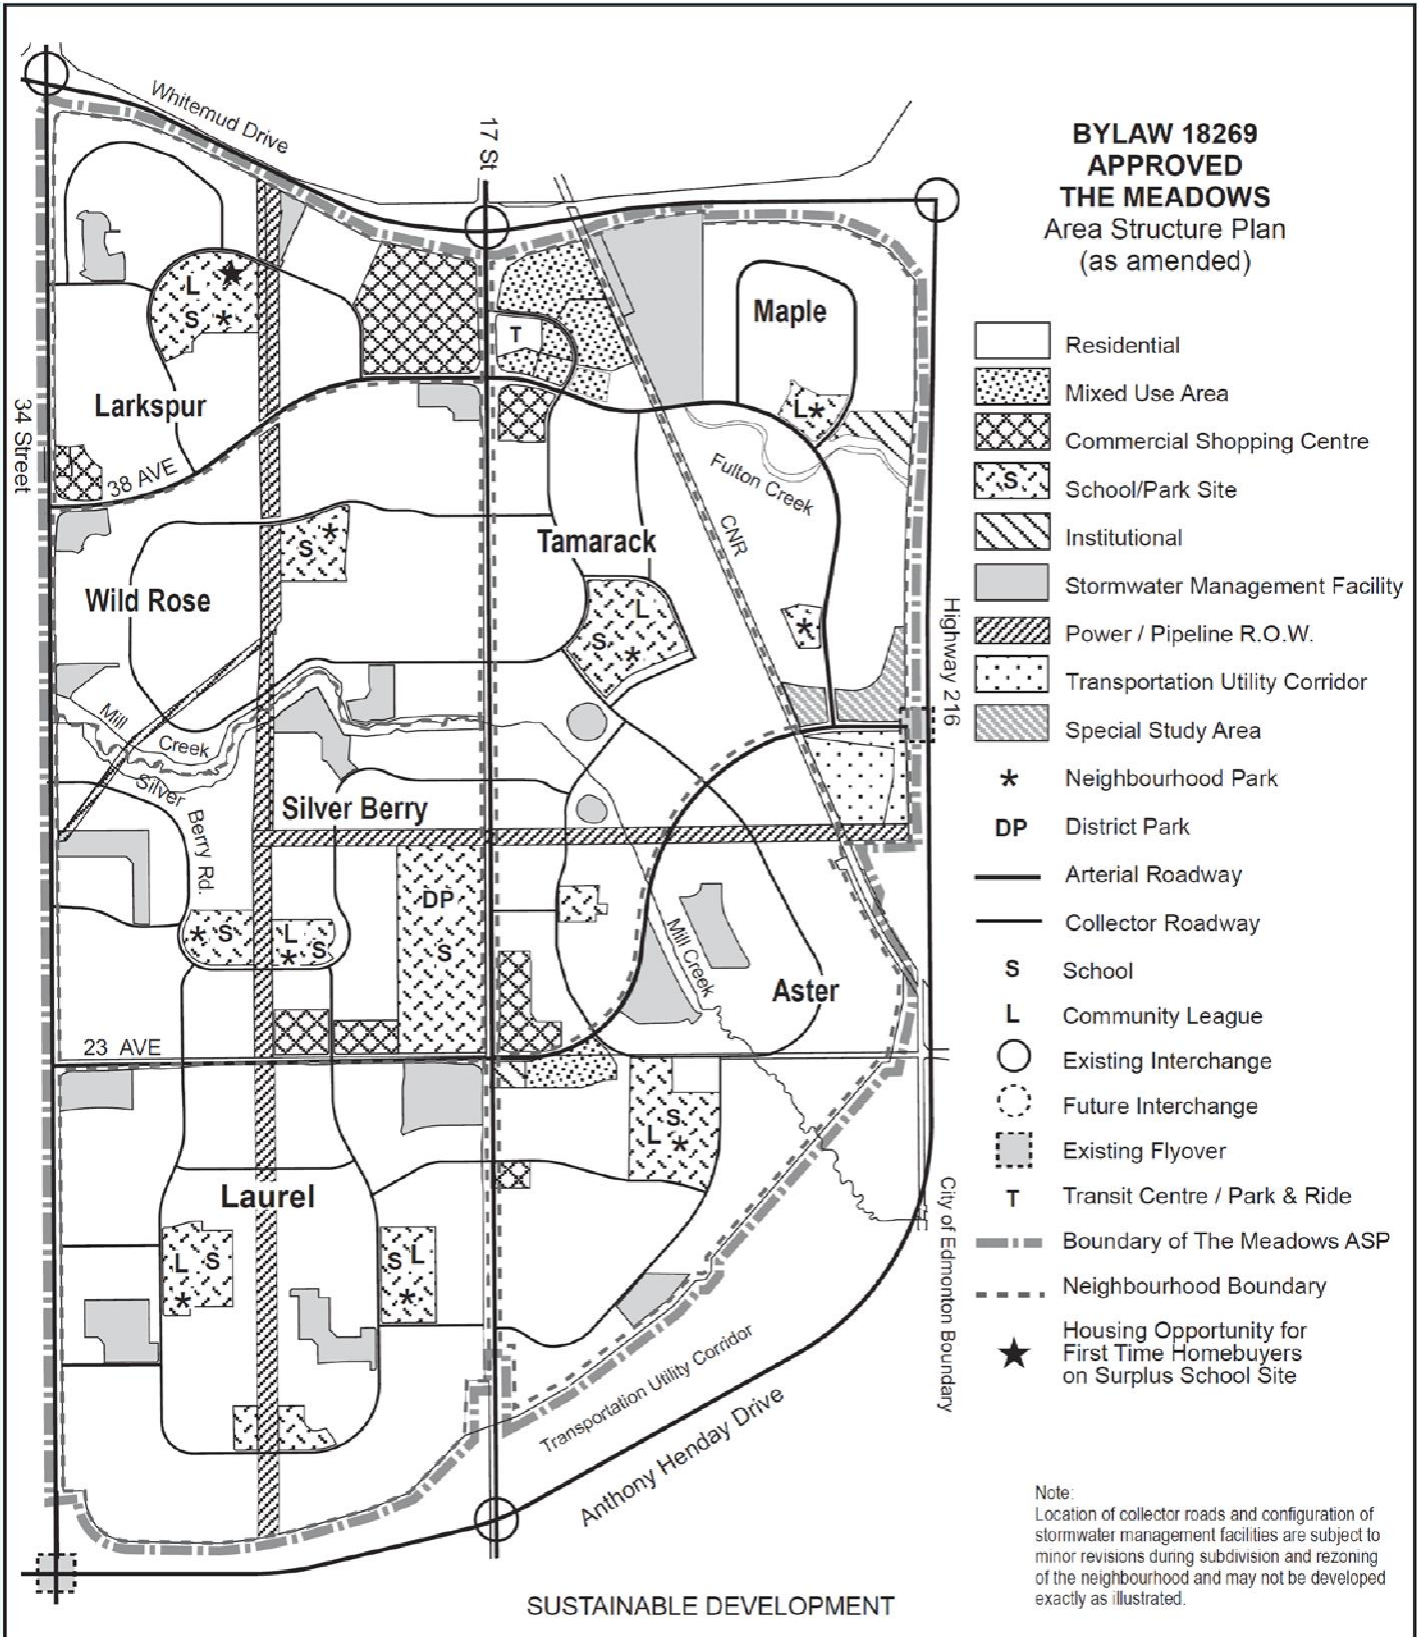 Whitemud Drive
17 St
BYLAW 18269
APPROVED
THE MEADOWS
Area Structure Plan
(as amended)
L
S *
T
Maple
Larkspur
L*
34 Street
38 AVE
Fulton Creek
CNR
S *
Tamarack
Wild Rose
L
S *
Highway 216
Mill
Creek
Silver
Berry Rd.
Silver Berry
DP
S
* S
L
* S
Mill Creek
Aster
23 AVE
S
L *
Laurel
L S
*
S L
*
City of Edmonton Boundary
Transportation Utility Corridor
Anthony Henday Drive
Residential
Mixed Use Area
Commercial Shopping Centre
S School/Park Site
Institutional
Stormwater Management Facility
Power / Pipeline R.O.W.
Transportation Utility Corridor
Special Study Area
* Neighbourhood Park
DP District Park
Arterial Roadway
Collector Roadway
S School
L Community League
Existing Interchange
Future Interchange
Existing Flyover
T Transit Centre / Park & Ride
Boundary of The Meadows ASP
Neighbourhood Boundary
Housing Opportunity for
First Time Homebuyers
on Surplus School Site
Note:
Location of collector roads and configuration of
stormwater management facilities are subject to
minor revisions during subdivision and rezoning
of the neighbourhood and may not be developed
exactly as illustrated.
SUSTAINABLE DEVELOPMENT